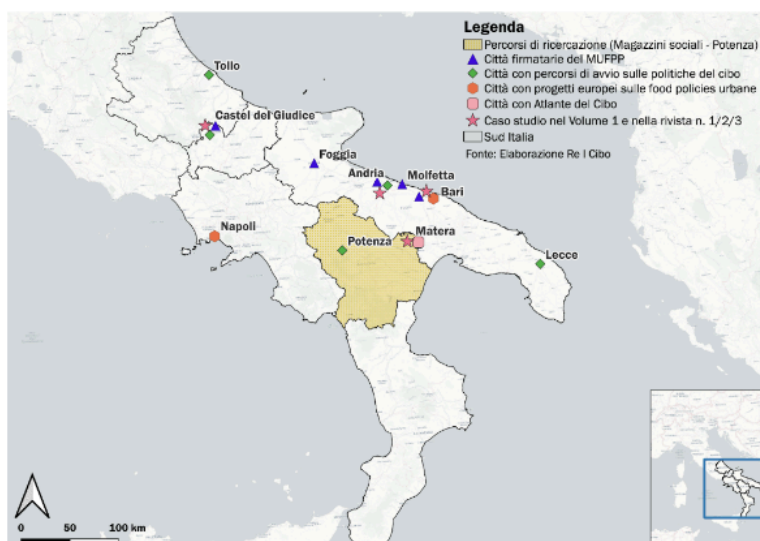 Legenda
Percorsi di ricercazione (Magazzini sociali - Potenza)
Città firmatarie del MUFPP
Città con percorsi di avvio sulle politiche del cibo
Città con progetti europei sulle food policies urbane
Città con Atlante del Cibo
Caso studio nel Volume 1 e nella rivista n. 1/2/3
Sud Italia
Fonte: Elaborazione Re I Cibo
Tollo
Castel del Giudice
Foggia
Andria
Molfetta
Bari
Napoli
Potenza
Matera
Lecce
0 50 100 km